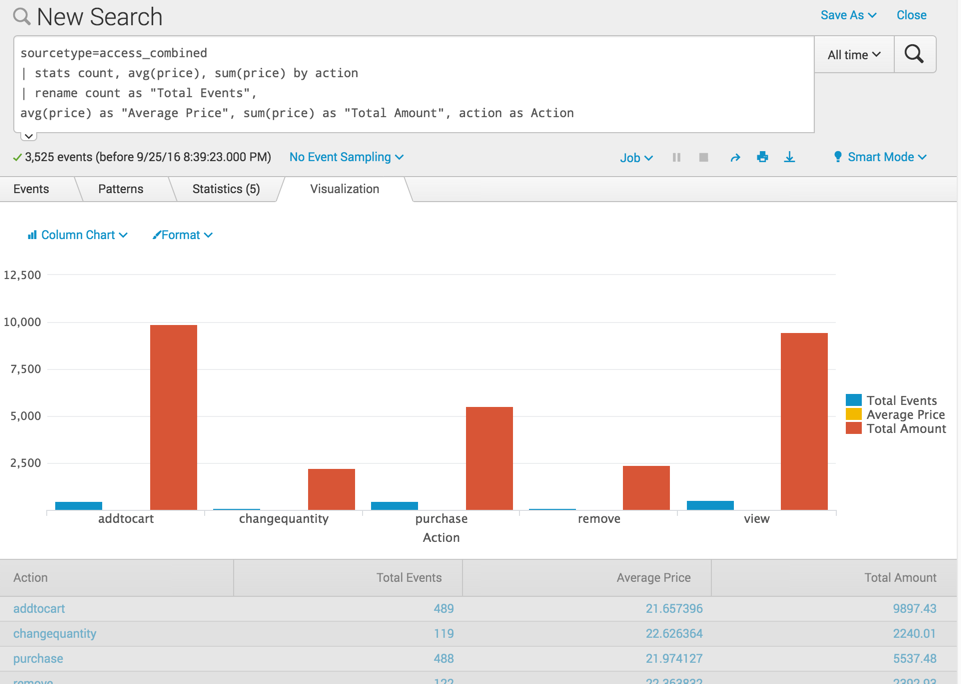 New Search
Save As
Close
sourcetype=access_combined
| stats count, avg(price), sum(price) by action
| rename count as "Total Events",
avg(price) as "Average Price", sum(price) as "Total Amount", action as Action
All time
3,525 events (before 9/25/16 8:39:23.000 PM)
No Event Sampling
Job
Smart Mode
Events
Patterns
Statistics (5)
Visualization
Column Chart
Format
12,500
10,000
7,500
5,000
2,500
Total Events
Average Price
Total Amount
addtocart
changequantity
purchase
remove
view
Action
Action Total Events Average Price Total Amount
addtocart 489 21.657396 9897.43
changequantity 119 22.626364 2240.01
purchase 488 21.974127 5537.48
remove 122 22.363832